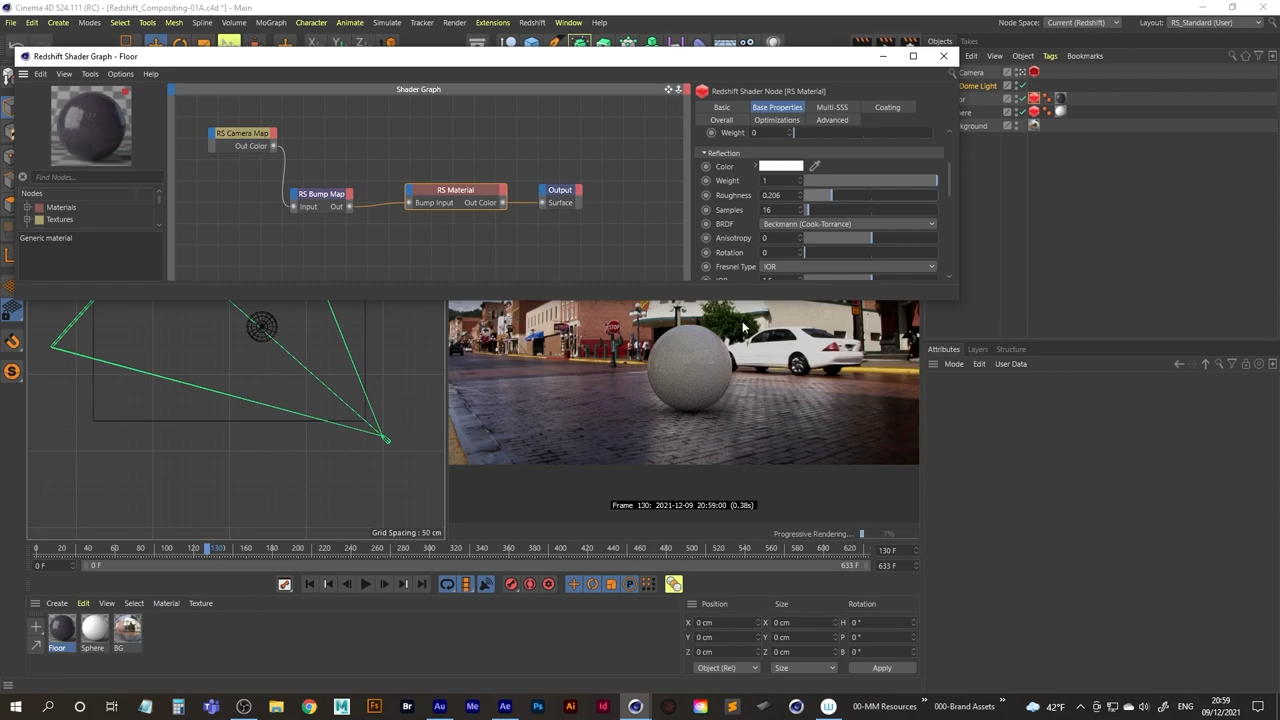 Cinema 4D S24.111 (RC) - [Redshift_Compositing-01A.c4d *] - Main
File Edit Create Modes Select Tools Mesh Spline Volume MoGraph Character Animate Simulate Tracker Render Extensions Redshift Window Help
Node Space: Current (Redshift) Layout: RS_Standard (User)
Objects Takes
Redshift Shader Graph - Floor
Edit View Tools Options Help
Edit View Object Tags Bookmarks
Camera
Dome Light
Shader Graph
RS Camera Map
Out Color
RS Bump Map
Input Out
RS Material
Bump Input Out Color
Output
Surface
Find Nodes...
Nodes
Materials
Textures
Generic material
Redshift Shader Node [RS Material]
Basic Base Properties Multi-SSS Coating
Overall Optimizations Advanced
Weight 0
Reflection
Color
Weight 1
Roughness 0.206
Samples 16
BRDF Beckmann (Cook-Torrance)
Anisotropy 0
Rotation 0
Fresnel Type IOR
STOP
Frame 130: 2021-12-09 20:59:00 (0.38s)
Progressive Rendering... 7%
Grid Spacing : 50 cm
Attributes Layers Structure
Mode Edit User Data
0 20 40 60 80 100 120 130 160 180 200 220 240 260 280 300 320 340 360 380 400 420 440 460 480 500 520 540 560 580 600 620
130 F
0 F 0 F 633 F 633 F
Create Edit View Select Material Texture
Floor Sphere BG
Position Size Rotation
X 0 cm X 0 cm H 0 °
Y 0 cm Y 0 cm P 0 °
Z 0 cm Z 0 cm B 0 °
Object (Rel) Size Apply
00-MM Resources 000-Brand Assets 42°F 20:59
09/12/2021